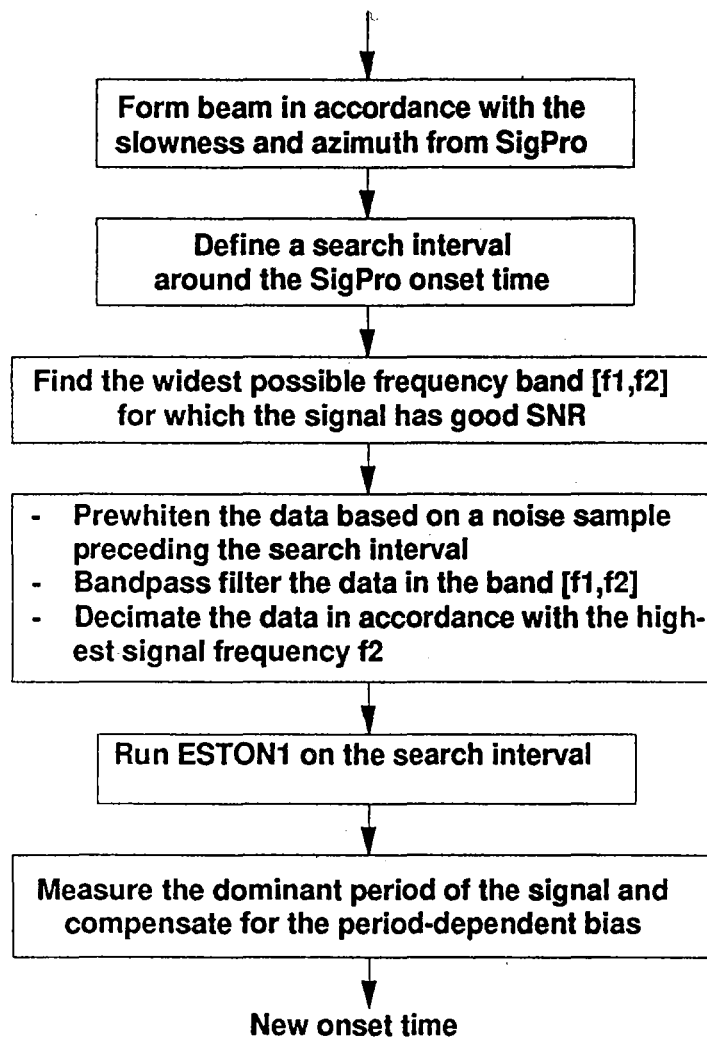 Form beam in accordance with the
slowness and azimuth from SigPro
Define a search interval
around the SigPro onset time
Find the widest possible frequency band [f1,f2]
for which the signal has good SNR
- Prewhiten the data based on a noise sample
preceding the search interval
- Bandpass filter the data in the band [f1,f2]
- Decimate the data in accordance with the high-
est signal frequency f2
Run ESTON1 on the search interval
Measure the dominant period of the signal and
compensate for the period-dependent bias
New onset time